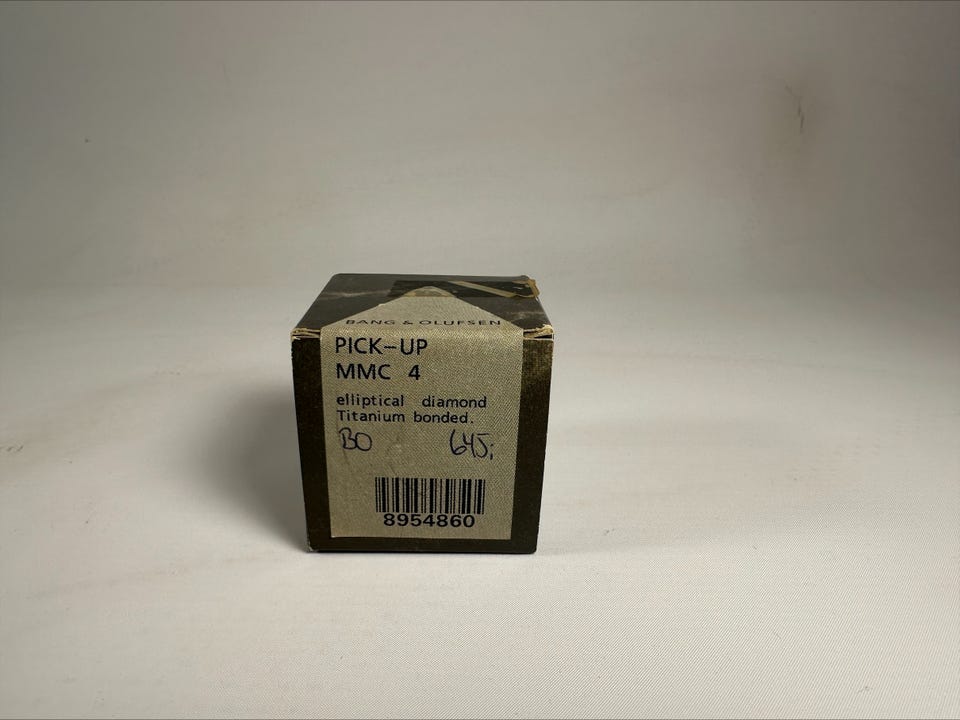 BANG & OLUFSEN
PICK-UP
MMC 4
elliptical diamond
Titanium bonded.
BO 645,-
8954860